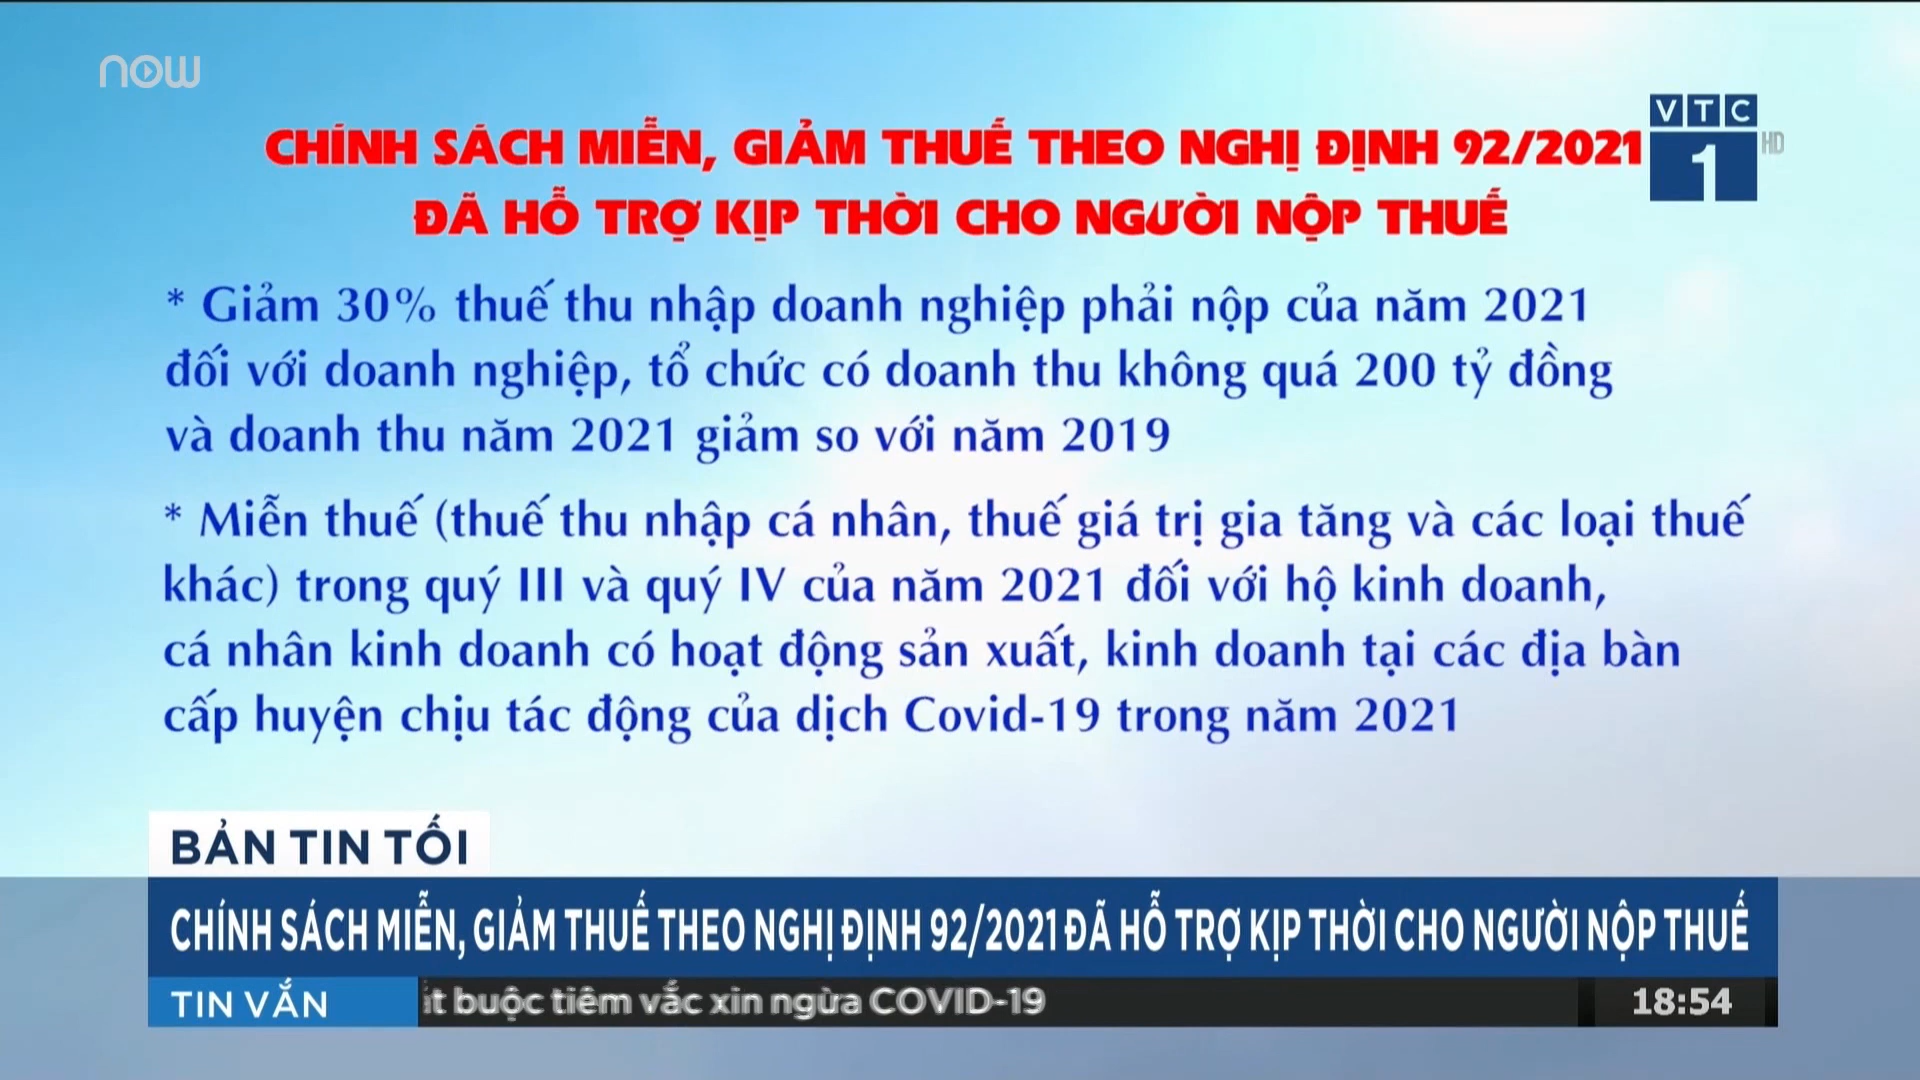 now
VTC
1
HD
CHÍNH SÁCH MIỄN, GIẢM THUẾ THEO NGHỊ ĐỊNH 92/2021
ĐÃ HỖ TRỢ KỊP THỜI CHO NGƯỜI NỘP THUẾ
* Giảm 30% thuế thu nhập doanh nghiệp phải nộp của năm 2021
đối với doanh nghiệp, tổ chức có doanh thu không quá 200 tỷ đồng
và doanh thu năm 2021 giảm so với năm 2019
* Miễn thuế (thuế thu nhập cá nhân, thuế giá trị gia tăng và các loại thuế
khác) trong quý III và quý IV của năm 2021 đối với hộ kinh doanh,
cá nhân kinh doanh có hoạt động sản xuất, kinh doanh tại các địa bàn
cấp huyện chịu tác động của dịch Covid-19 trong năm 2021
BẢN TIN TỐI
CHÍNH SÁCH MIỄN, GIẢM THUẾ THEO NGHỊ ĐỊNH 92/2021 ĐÃ HỖ TRỢ KỊP THỜI CHO NGƯỜI NỘP THUẾ
TIN VẮN
buộc tiêm vắc xin ngừa COVID-19
18:54